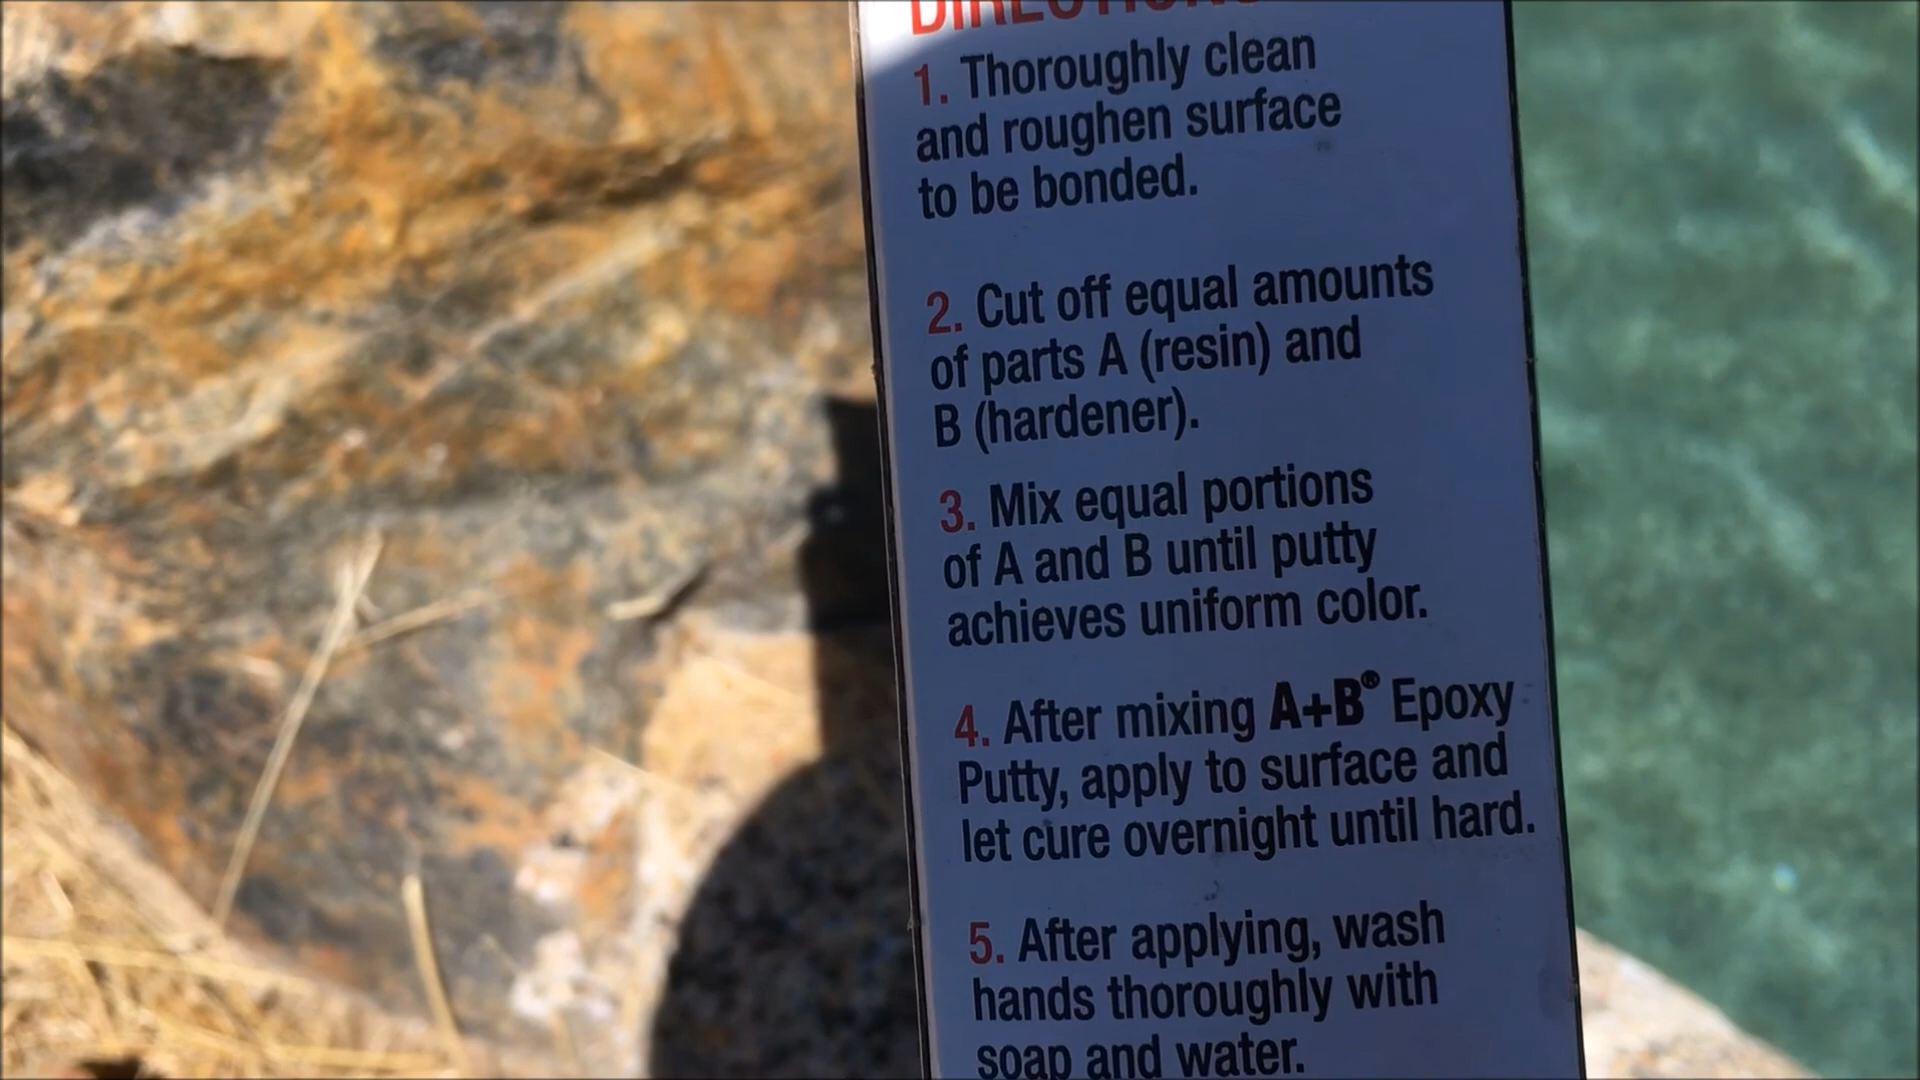 DIRECTIONS
1. Thoroughly clean
and roughen surface
to be bonded.
2. Cut off equal amounts
of parts A (resin) and
B (hardener).
3. Mix equal portions
of A and B until putty
achieves uniform color.
4. After mixing A+B® Epoxy
Putty, apply to surface and
let cure overnight until hard.
5. After applying, wash
hands thoroughly with
soap and water.